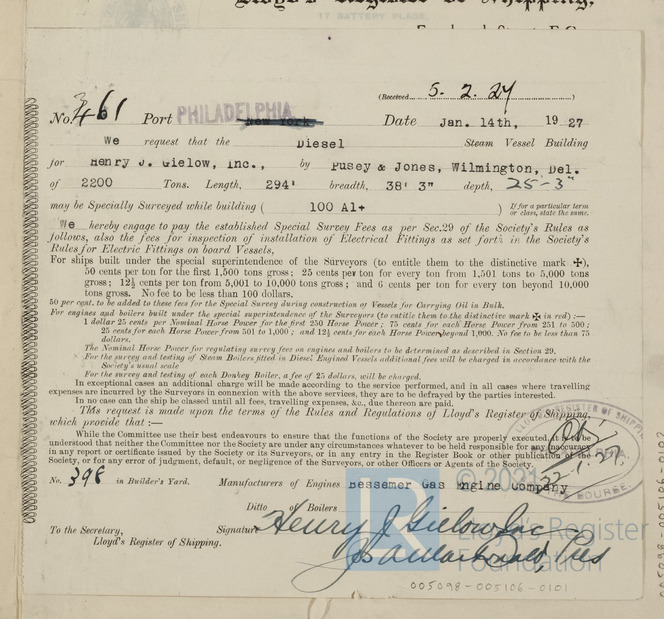 Lloyd's Register of Shipping,
17 BATTERY PLACE,
(Received 5. 2. 27)
No. 461 Port PHILADELPHIA New York Date Jan. 14th, 1927
We request that the Diesel Steam Vessel Building
for Henry J. Gielow, Inc., by Pusey & Jones, Wilmington, Del.
of 2200 Tons. Length, 294' breadth, 38' 3" depth, 25-3"
may be Specially Surveyed while building ( 100 A1+ ) If for a particular term or class, state the same.
We hereby engage to pay the established Special Survey Fees as per Sec.29 of the Society's Rules as
follows, also the fees for inspection of installation of Electrical Fittings as set forth in the Society's
Rules for Electric Fittings on board Vessels,
For ships built under the special superintendence of the Surveyors (to entitle them to the distinctive mark ✠),
50 cents per ton for the first 1,500 tons gross; 25 cents per ton for every ton from 1,501 to 5,000 tons
gross; 12½ cents per ton from 5,001 to 10,000 tons gross; and 6 cents per ton for every ton beyond 10,000
tons gross. No fee to be less than 100 dollars.
50 per cent. to be added to these fees for the Special Survey during construction of Vessels for Carrying Oil in Bulk.
For engines and boilers built under the special superintendence of the Surveyors (to entitle them to the distinctive mark ✠ in red) :—
1 dollar 25 cents per Nominal Horse Power for the first 250 Horse Power; 75 cents for each Horse Power from 251 to 500;
25 cents for each Horse Power from 501 to 1,000; and 12½ cents for each Horse Power beyond 1,000. No fee to be less than 75
dollars.
The Nominal Horse Power for regulating survey fees on engines and boilers to be determined as described in Section 29.
For the survey and testing of Steam Boilers fitted in Diesel Engined Vessels additional fees will be charged in accordance with the
Society's usual scale
For the survey and testing of each Donkey Boiler, a fee of 25 dollars, will be charged.
In exceptional cases an additional charge will be made according to the service performed, and in all cases where travelling
expenses are incurred by the Surveyors in connection with the above services, they are to be defrayed by the parties interested.
In no case can the ship be classed until all fees, travelling expenses, &c., due thereon are paid.
This request is made upon the terms of the Rules and Regulations of Lloyd's Register of Shipping,
which provide that :—
While the Committee use their best endeavours to ensure that the functions of the Society are properly executed, it is to be
understood that neither the Committee nor the Society are under any circumstances whatever to be held responsible for any inaccuracy
in any report or certificate issued by the Society or its Surveyors, or in any entry in the Register Book or other publication of the
Society, or for any error of judgment, default, or negligence of the Surveyors, or other Officers or Agents of the Society.
No. 398 in Builder's Yard. Manufacturers of Engines Bessemer Gas Engine Company
Ditto of Boilers
To the Secretary, Signature Henry J. Gielow Inc
Lloyd's Register of Shipping. Jas A MacDonald, Pres
© 2021
LR Lloyd's Register
Foundation
005098-005106-0101